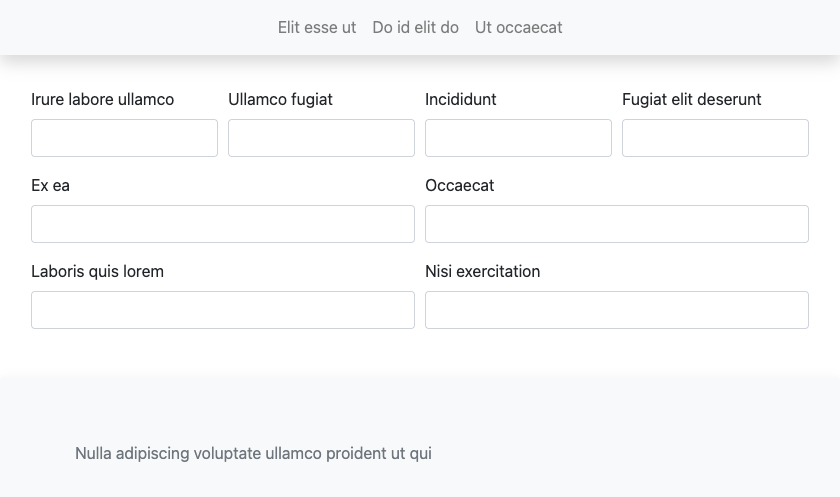 Elit esse ut Do id elit do Ut occaecat
Irure labore ullamco Ullamco fugiat Incididunt Fugiat elit deserunt
Ex ea Occaecat
Laboris quis lorem Nisi exercitation
Nulla adipiscing voluptate ullamco proident ut qui